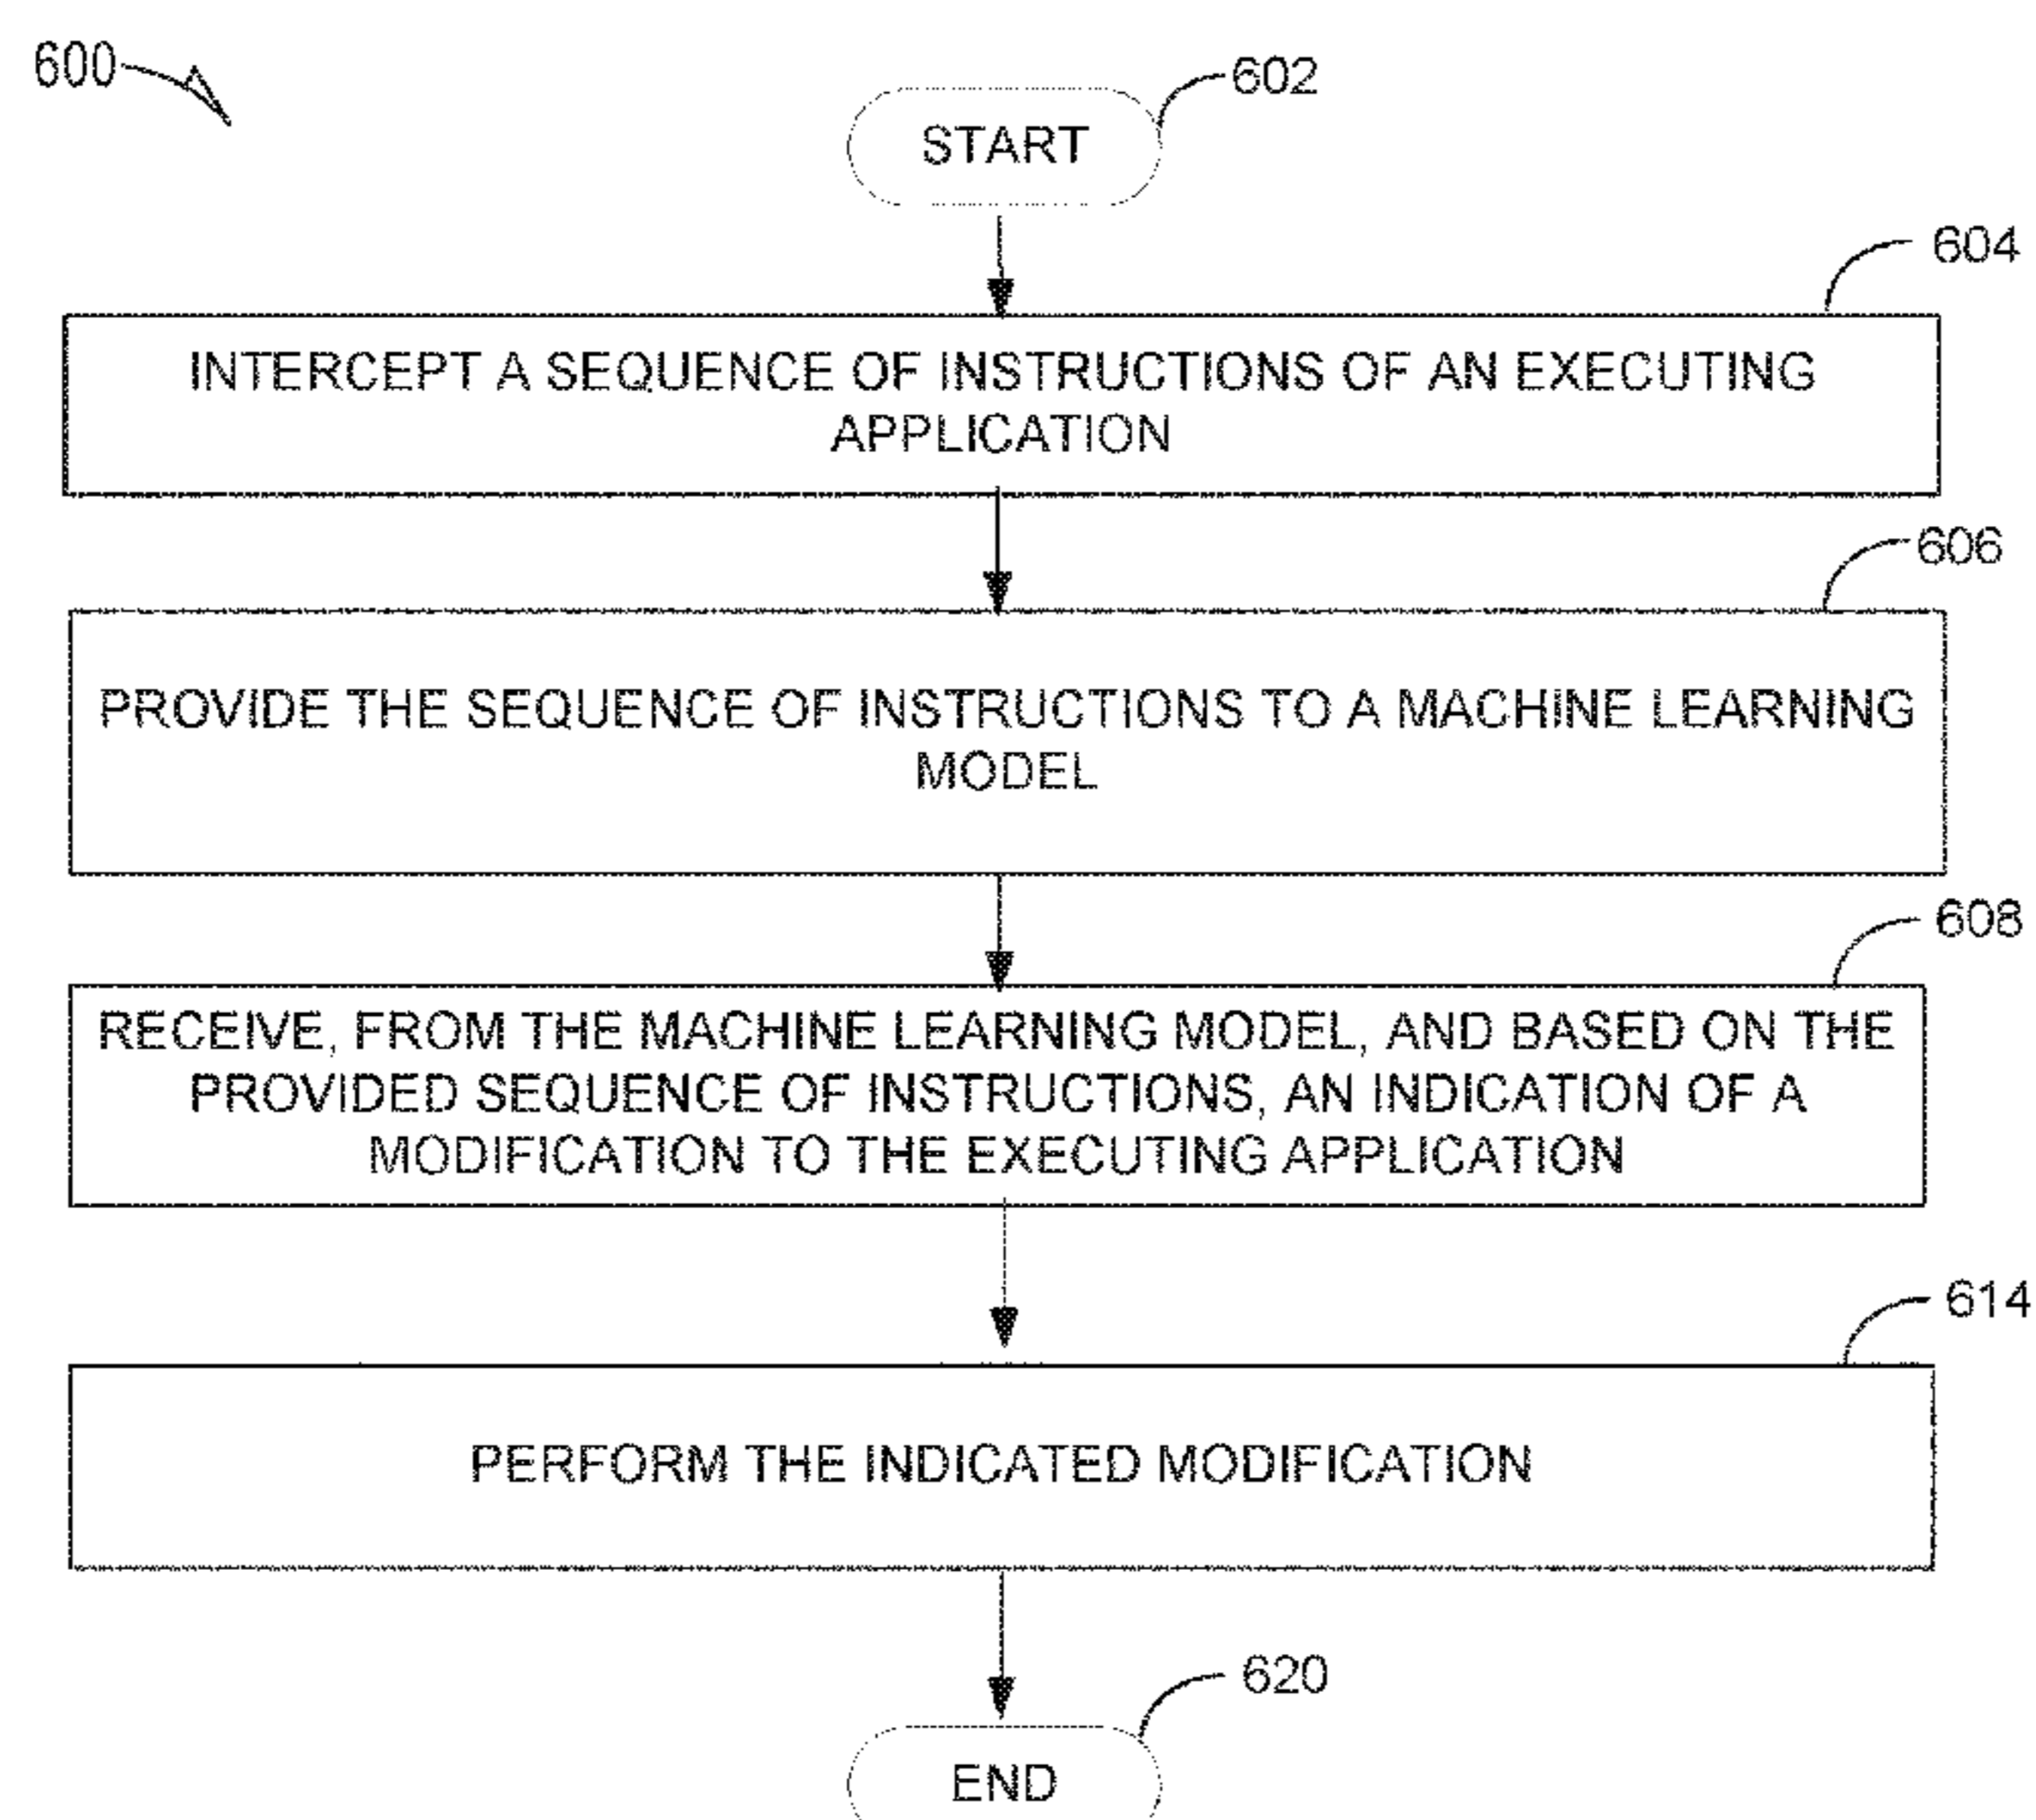 600
602
START
604
INTERCEPT A SEQUENCE OF INSTRUCTIONS OF AN EXECUTING
APPLICATION
606
PROVIDE THE SEQUENCE OF INSTRUCTIONS TO A MACHINE LEARNING
MODEL
608
RECEIVE, FROM THE MACHINE LEARNING MODEL, AND BASED ON THE
PROVIDED SEQUENCE OF INSTRUCTIONS, AN INDICATION OF A
MODIFICATION TO THE EXECUTING APPLICATION
614
PERFORM THE INDICATED MODIFICATION
620
END